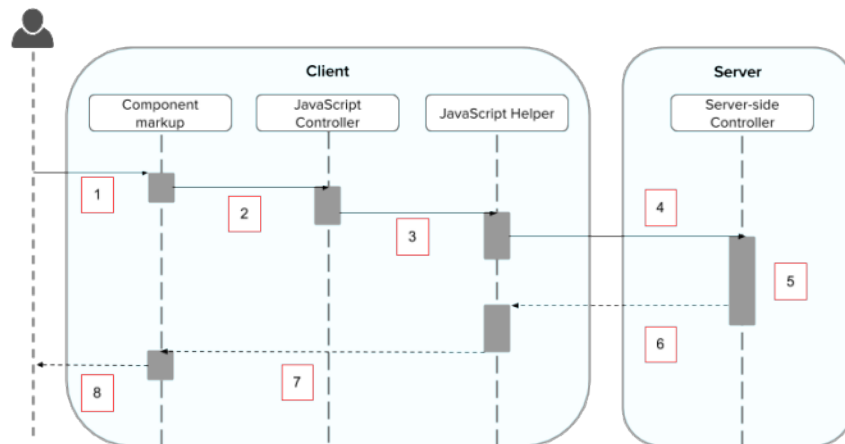 Client
Server
Component
markup
JavaScript
Controller
JavaScript Helper
Server-side
Controller
1
2
3
4
5
6
7
8